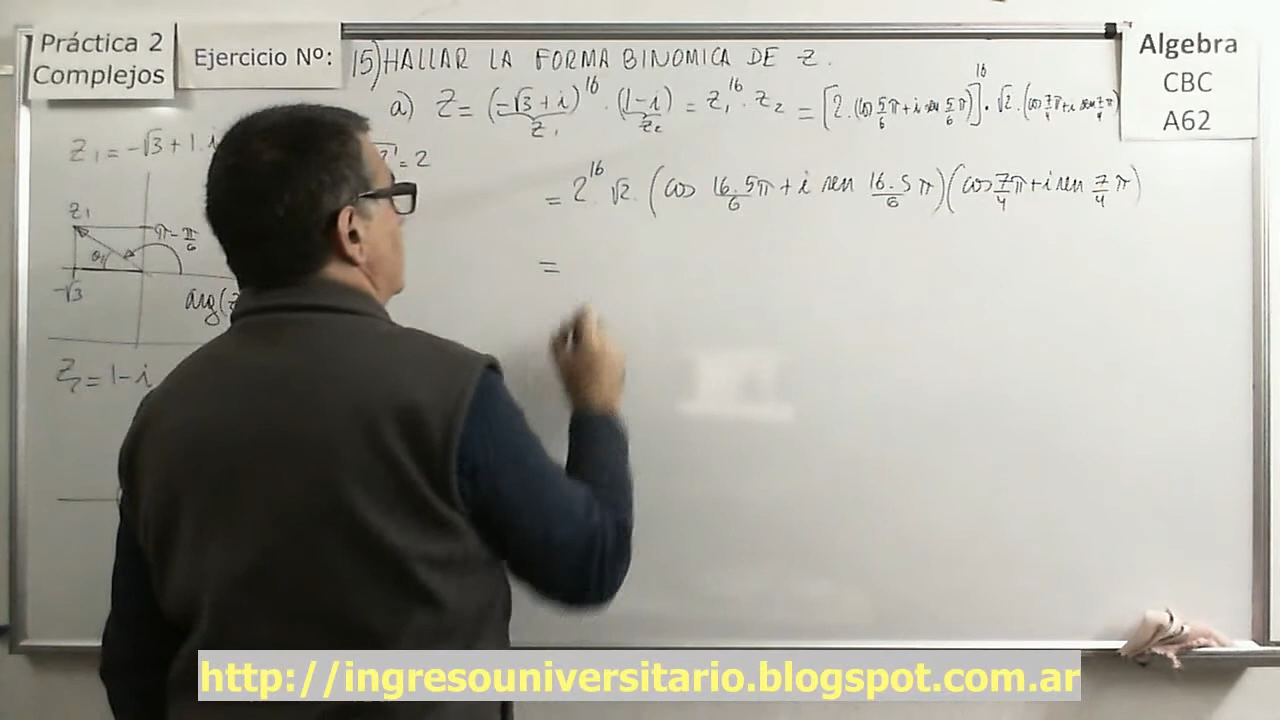 Práctica 2
Complejos
Ejercicio Nº:
15) HALLAR LA FORMA BINOMICA DE Z.
Algebra
CBC
A62
a) Z = (-√3 + i)^16 . (1-i) = Z₁^16 . Z₂ = [2.(cos 5/6 π + i sen 5/6 π)]^16 . √2.(cos 7/4 π + i sen 7/4 π)
Z₁ Z₂
Z₁ = -√3 + 1. i
= 2
= 2^16 . √2. (cos 16.5π/6 + i sen 16.5/6 π)(cos 7/4 π + i sen 7/4 π)
Z₁
π - π/6
=
-√3
arg(z
Z₂ = 1 - i
http://ingresouniversitario.blogspot.com.ar